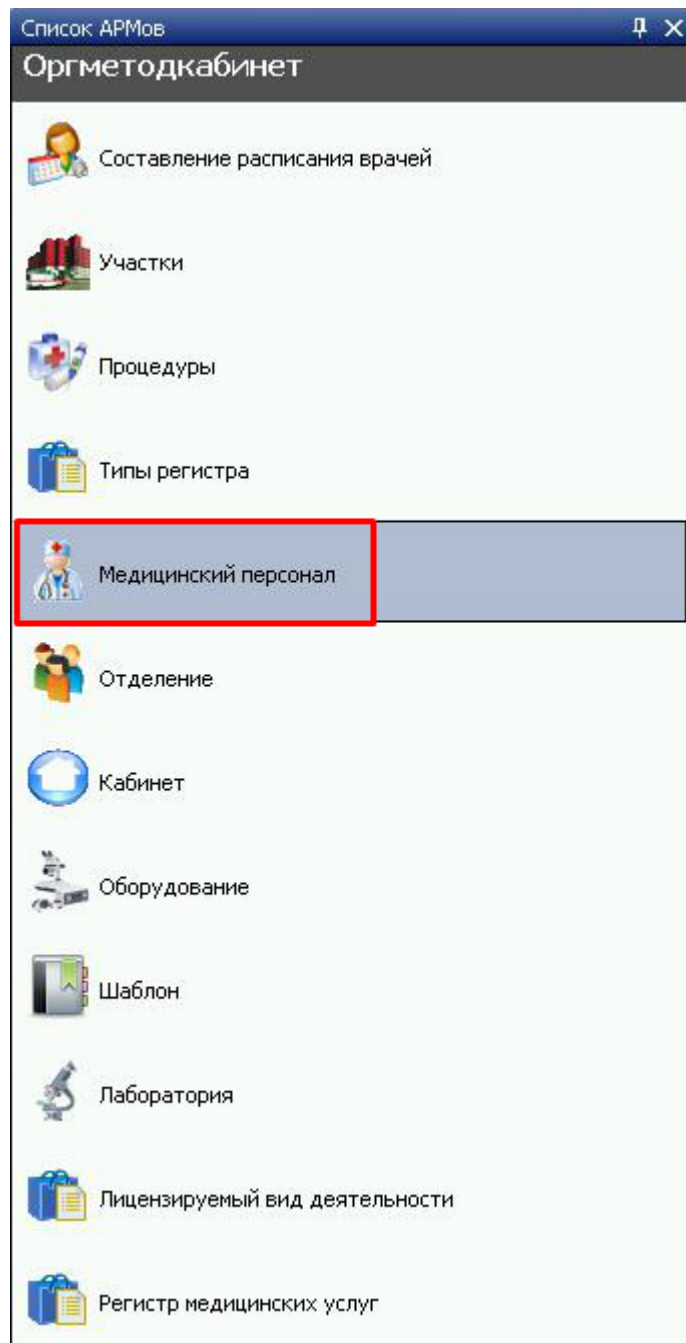 Список АРМов
Оргметодкабинет
Составление расписания врачей
Участки
Процедуры
Типы регистра
Медицинский персонал
Отделение
Кабинет
Оборудование
Шаблон
Лаборатория
Лицензируемый вид деятельности
Регистр медицинских услуг